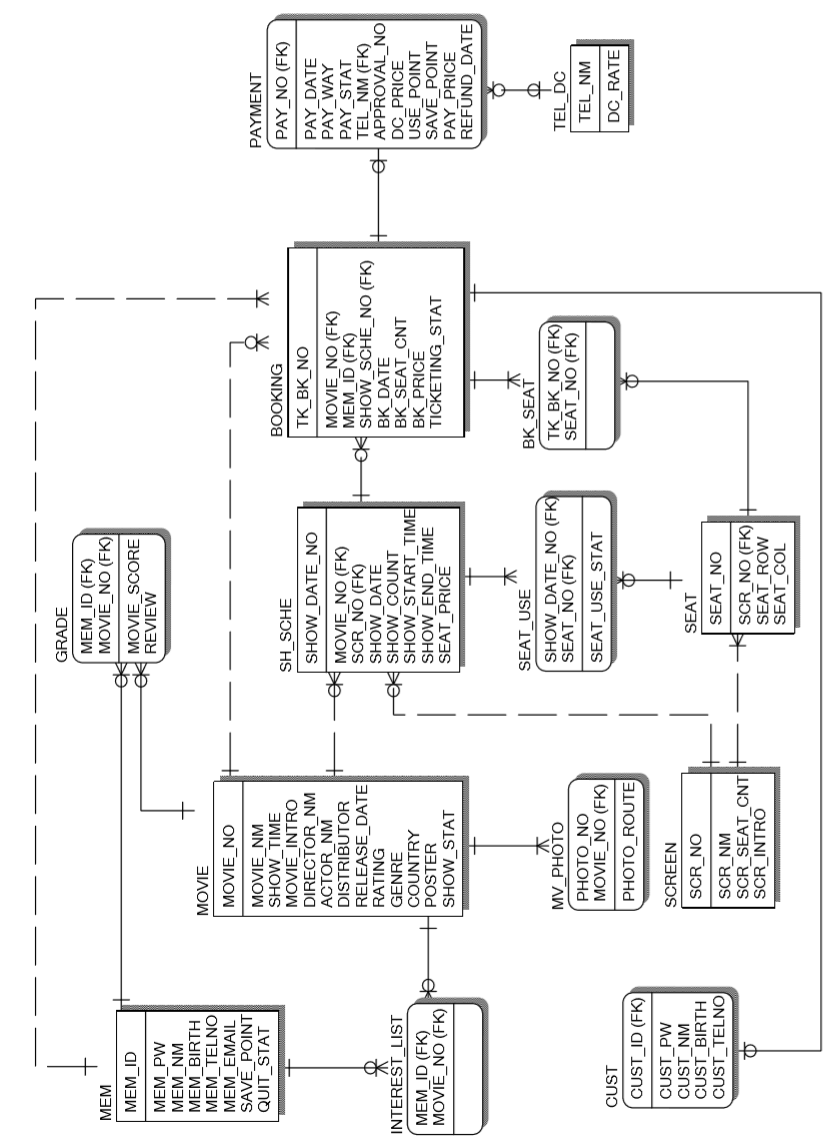 MEM
MEM_ID
MEM_PW
MEM_NM
MEM_BIRTH
MEM_TELNO
MEM_EMAIL
SAVE_POINT
QUIT_STAT
GRADE
MEM_ID (FK)
MOVIE_NO (FK)
MOVIE_SCORE
REVIEW
MOVIE
MOVIE_NO
MOVIE_NM
SHOW_TIME
MOVIE_INTRO
DIRECTOR_NM
ACTOR_NM
DISTRIBUTOR
RELEASE_DATE
RATING
GENRE
COUNTRY
POSTER
SHOW_STAT
SH_SCHE
SHOW_DATE_NO
MOVIE_NO (FK)
SCR_NO (FK)
SHOW_DATE
SHOW_COUNT
SHOW_START_TIME
SHOW_END_TIME
SEAT_PRICE
BOOKING
TK_BK_NO
MOVIE_NO (FK)
MEM_ID (FK)
SHOW_SCHE_NO (FK)
BK_DATE
BK_SEAT_CNT
BK_PRICE
TICKETING_STAT
PAYMENT
PAY_NO (FK)
PAY_DATE
PAY_WAY
PAY_STAT
TEL_NM (FK)
APPROVAL_NO
DC_PRICE
USE_POINT
SAVE_POINT
PAY_PRICE
REFUND_DATE
INTEREST_LIST
MEM_ID (FK)
MOVIE_NO (FK)
MV_PHOTO
PHOTO_NO
MOVIE_NO (FK)
PHOTO_ROUTE
SEAT_USE
SHOW_DATE_NO (FK)
SEAT_NO (FK)
SEAT_USE_STAT
BK_SEAT
TK_BK_NO (FK)
SEAT_NO (FK)
TEL_DC
TEL_NM
DC_RATE
CUST
CUST_ID (FK)
CUST_PW
CUST_NM
CUST_BIRTH
CUST_TELNO
SCREEN
SCR_NO
SCR_NM
SCR_SEAT_CNT
SCR_INTRO
SEAT
SEAT_NO
SCR_NO (FK)
SEAT_ROW
SEAT_COL